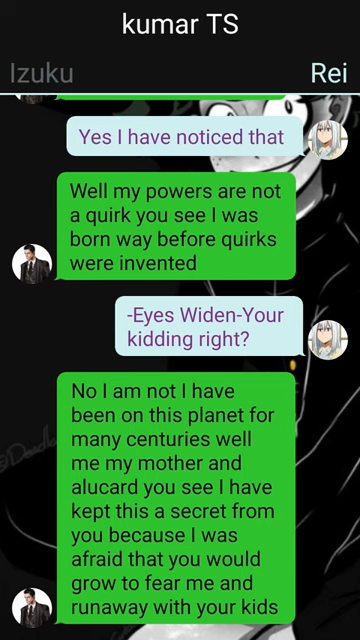 kumar TS
Izuku
Rei
Yes I have noticed that
Well my powers are not
a quirk you see I was
born way before quirks
were invented
-Eyes Widen-Your
kidding right?
No I am not I have
been on this planet for
many centuries well
me my mother and
alucard you see I have
kept this a secret from
you because I was
afraid that you would
grow to fear me and
runaway with your kids